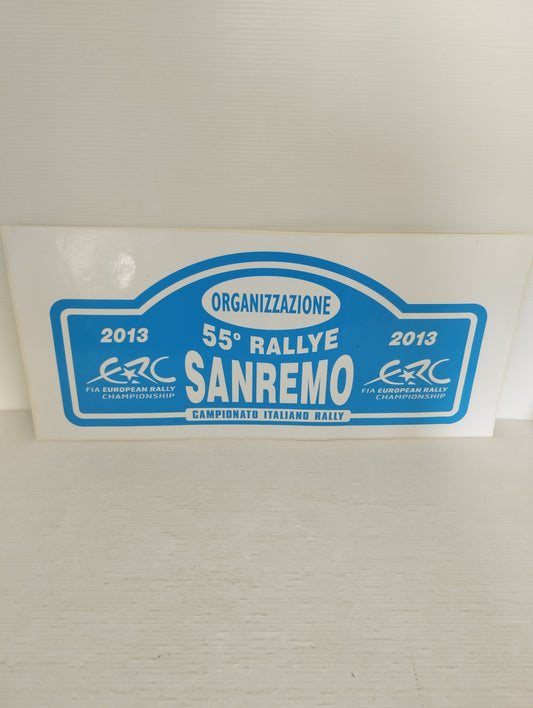 ORGANIZZAZIONE
2013
55° RALLYE
2013
ERC
SANREMO
ERC
FIA EUROPEAN RALLY
CHAMPIONSHIP
FIA EUROPEAN RALLY
CHAMPIONSHIP
CAMPIONATO ITALIANO RALLY